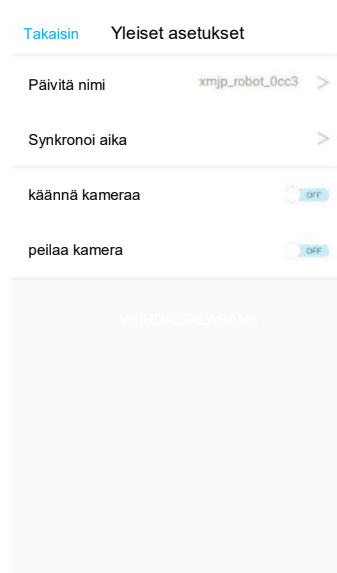 Takaisin Yleiset asetukset
Päivitä nimi xmjp_robot_0cc3 >
Synkronoi aika >
käännä kameraa OFF
peilaa kamera OFF
VAIHDA SALASANA